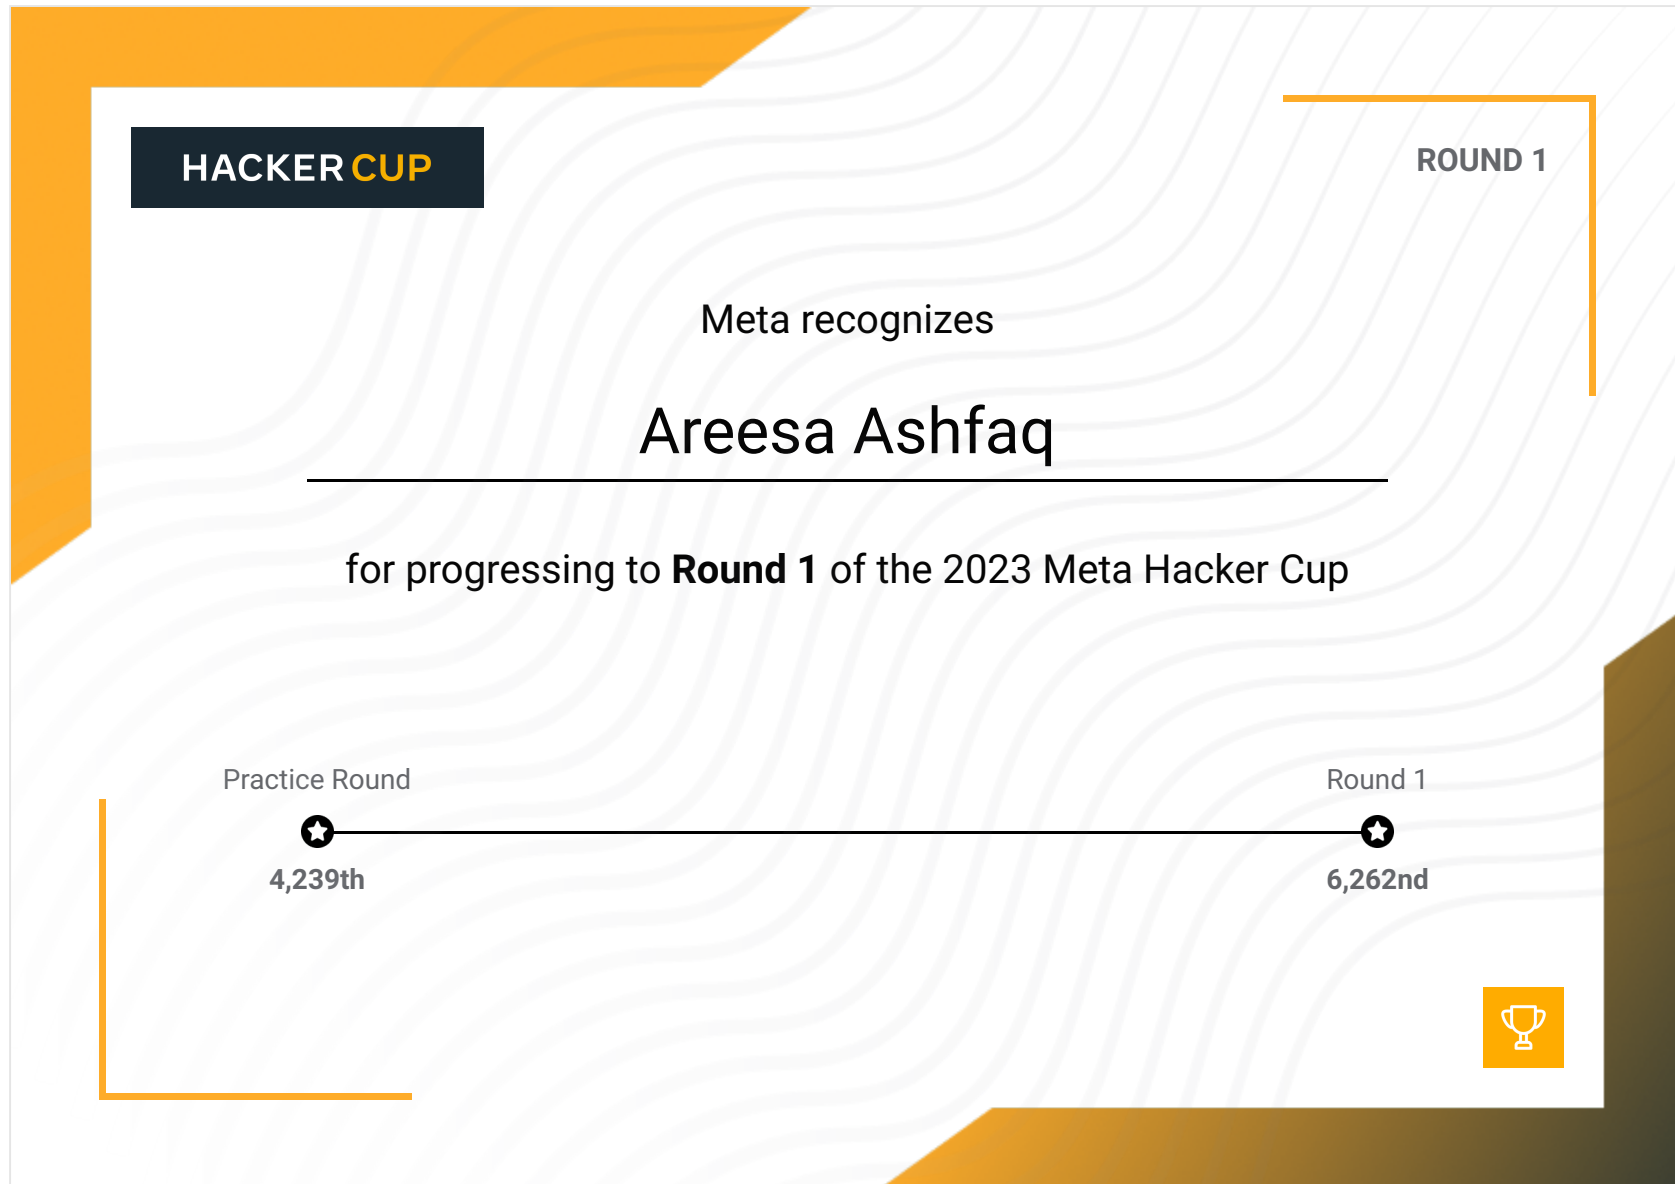 HACKER CUP
ROUND 1
Meta recognizes
Areesa Ashfaq
for progressing to Round 1 of the 2023 Meta Hacker Cup
Practice Round
Round 1
4,239th
6,262nd